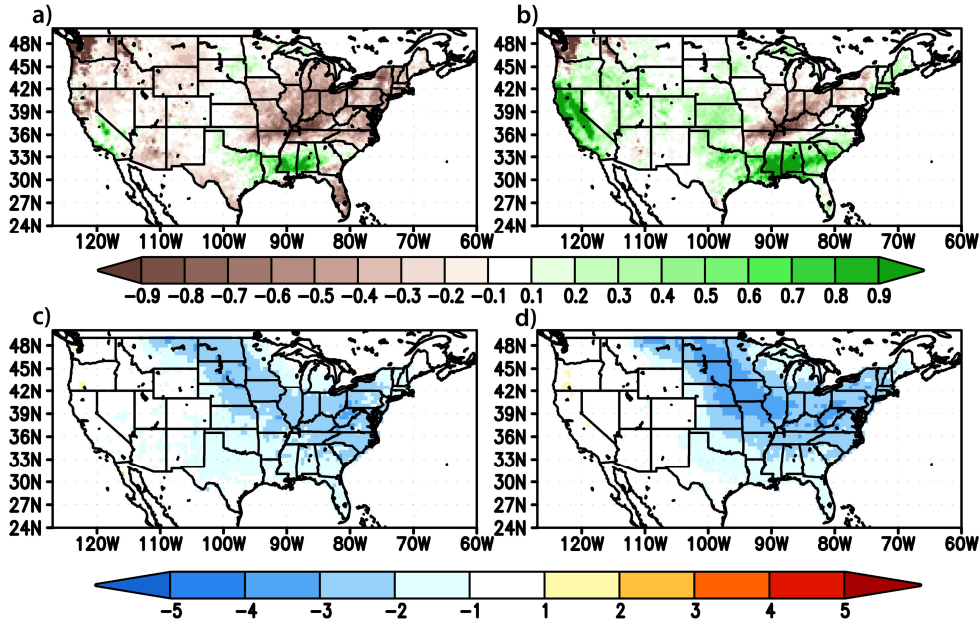 a) b)
48N 48N
45N 45N
42N 42N
39N 39N
36N 36N
33N 33N
30N 30N
27N 27N
24N 24N
120W 110W 100W 90W 80W 70W 60W 120W 110W 100W 90W 80W 70W 60W
-0.9 -0.8 -0.7 -0.6 -0.5 -0.4 -0.3 -0.2 -0.1 0.1 0.2 0.3 0.4 0.5 0.6 0.7 0.8 0.9
c) d)
48N 48N
45N 45N
42N 42N
39N 39N
36N 36N
33N 33N
30N 30N
27N 27N
24N 24N
120W 110W 100W 90W 80W 70W 60W 120W 110W 100W 90W 80W 70W 60W
-5 -4 -3 -2 -1 1 2 3 4 5